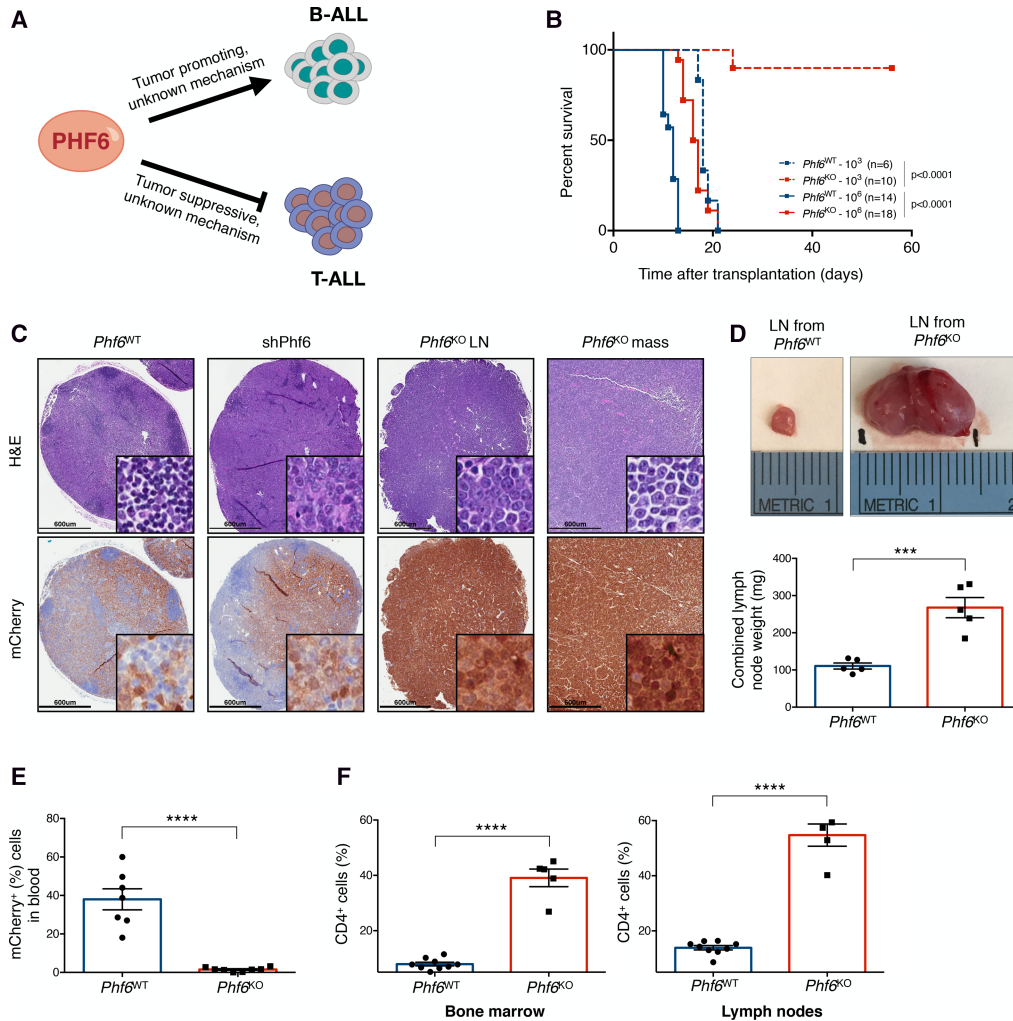 A
B-ALL
Tumor promoting,
unknown mechanism
PHF6
Tumor suppressive,
unknown mechanism
T-ALL
B
Percent survival
100
50
0
0
20
40
60
Time after transplantation (days)
Phf6WT - 10³ (n=6)
Phf6KO - 10³ (n=10)
p<0.0001
Phf6WT - 10⁶ (n=14)
Phf6KO - 10⁶ (n=18)
p<0.0001
C
Phf6WT
shPhf6
Phf6KO LN
Phf6KO mass
H&E
600um
600um
600um
600um
mCherry
600um
600um
600um
600um
D
LN from
Phf6WT
LN from
Phf6KO
METRIC 1
METRIC 1
2
***
Combined lymph
node weight (mg)
400
300
200
100
0
Phf6WT
Phf6KO
E
****
mCherry⁺ (%) cells
in blood
80
60
40
20
0
Phf6WT
Phf6KO
F
****
CD4⁺ cells (%)
60
40
20
Phf6WT
Phf6KO
Bone marrow
****
CD4⁺ cells (%)
60
40
20
Phf6WT
Phf6KO
Lymph nodes